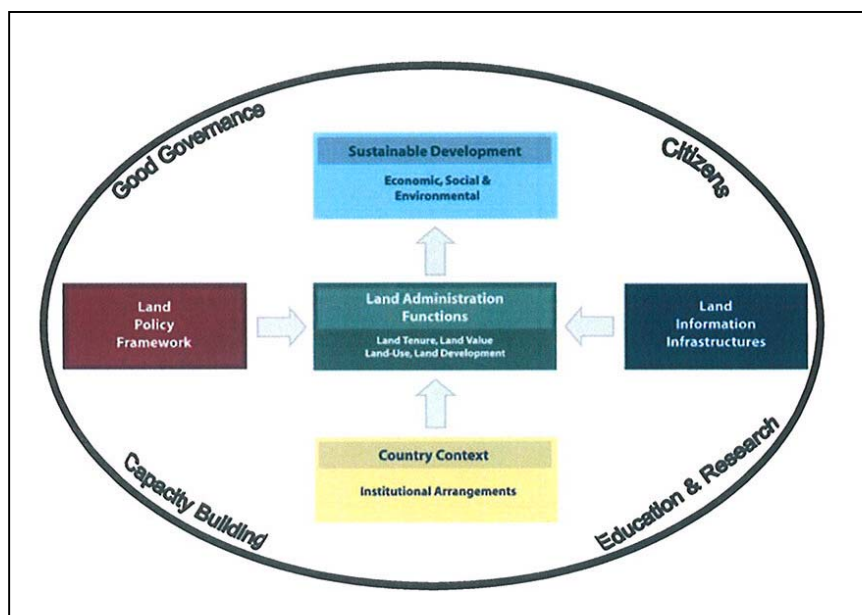 Good Governance
Citizens
Sustainable Development
Economic, Social &
Environmental
Land
Policy
Framework
Land Administration
Functions
Land Tenure, Land Value
Land-Use, Land Development
Land
Information
Infrastructures
Country Context
Institutional Arrangements
Capacity Building
Education & Research